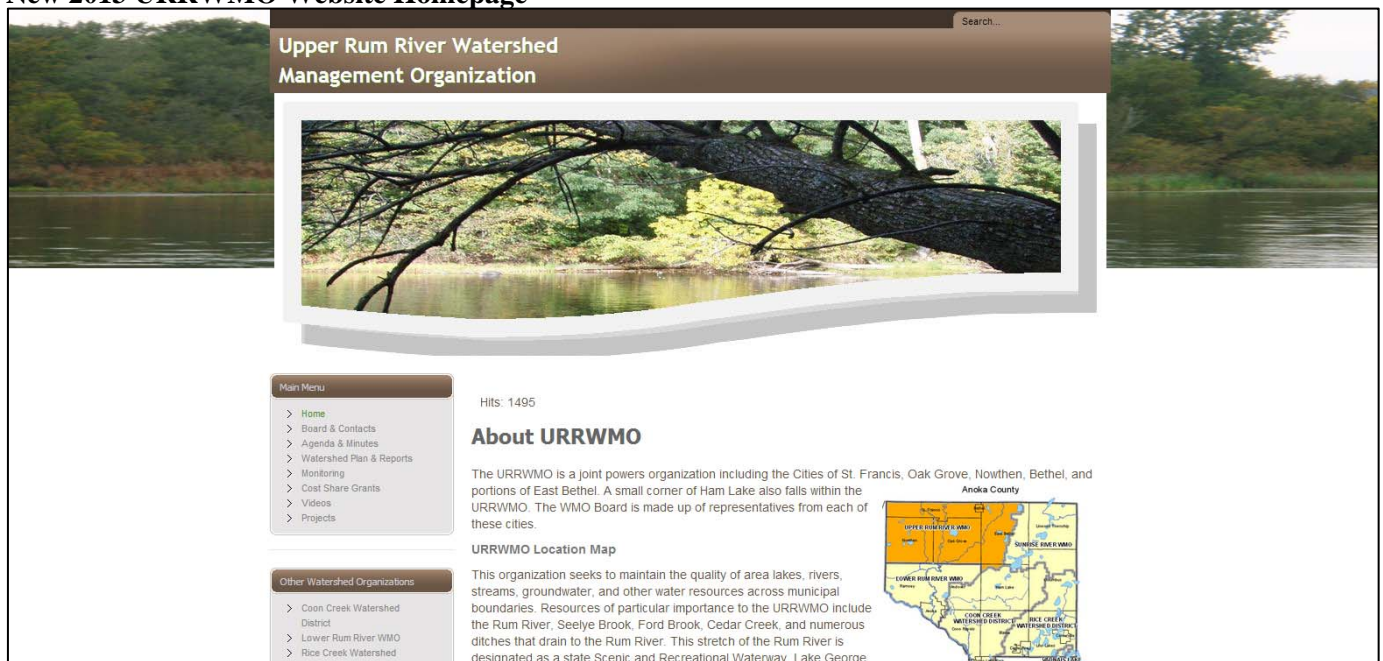 New 2013 URRWMO Website Homepage
Search...
Upper Rum River Watershed
Management Organization
Main Menu
Home
Board & Contacts
Agenda & Minutes
Watershed Plan & Reports
Monitoring
Cost Share Grants
Videos
Projects
Other Watershed Organizations
Coon Creek Watershed
District
Lower Rum River WMO
Rice Creek Watershed
Hits: 1495
About URRWMO
The URRWMO is a joint powers organization including the Cities of St. Francis, Oak Grove, Nowthen, Bethel, and
portions of East Bethel. A small corner of Ham Lake also falls within the
URRWMO. The WMO Board is made up of representatives from each of
these cities.
URRWMO Location Map
This organization seeks to maintain the quality of area lakes, rivers,
streams, groundwater, and other water resources across municipal
boundaries. Resources of particular importance to the URRWMO include
the Rum River, Seelye Brook, Ford Brook, Cedar Creek, and numerous
ditches that drain to the Rum River. This stretch of the Rum River is
designated as a state Scenic and Recreational Waterway. Lake George
Anoka County
UPPER RUM RIVER WMO
SUNRISE RIVER WMO
LOWER RUM RIVER WMO
COON CREEK
WATERSHED DISTRICT
RICE CREEK
WATERSHED DISTRICT